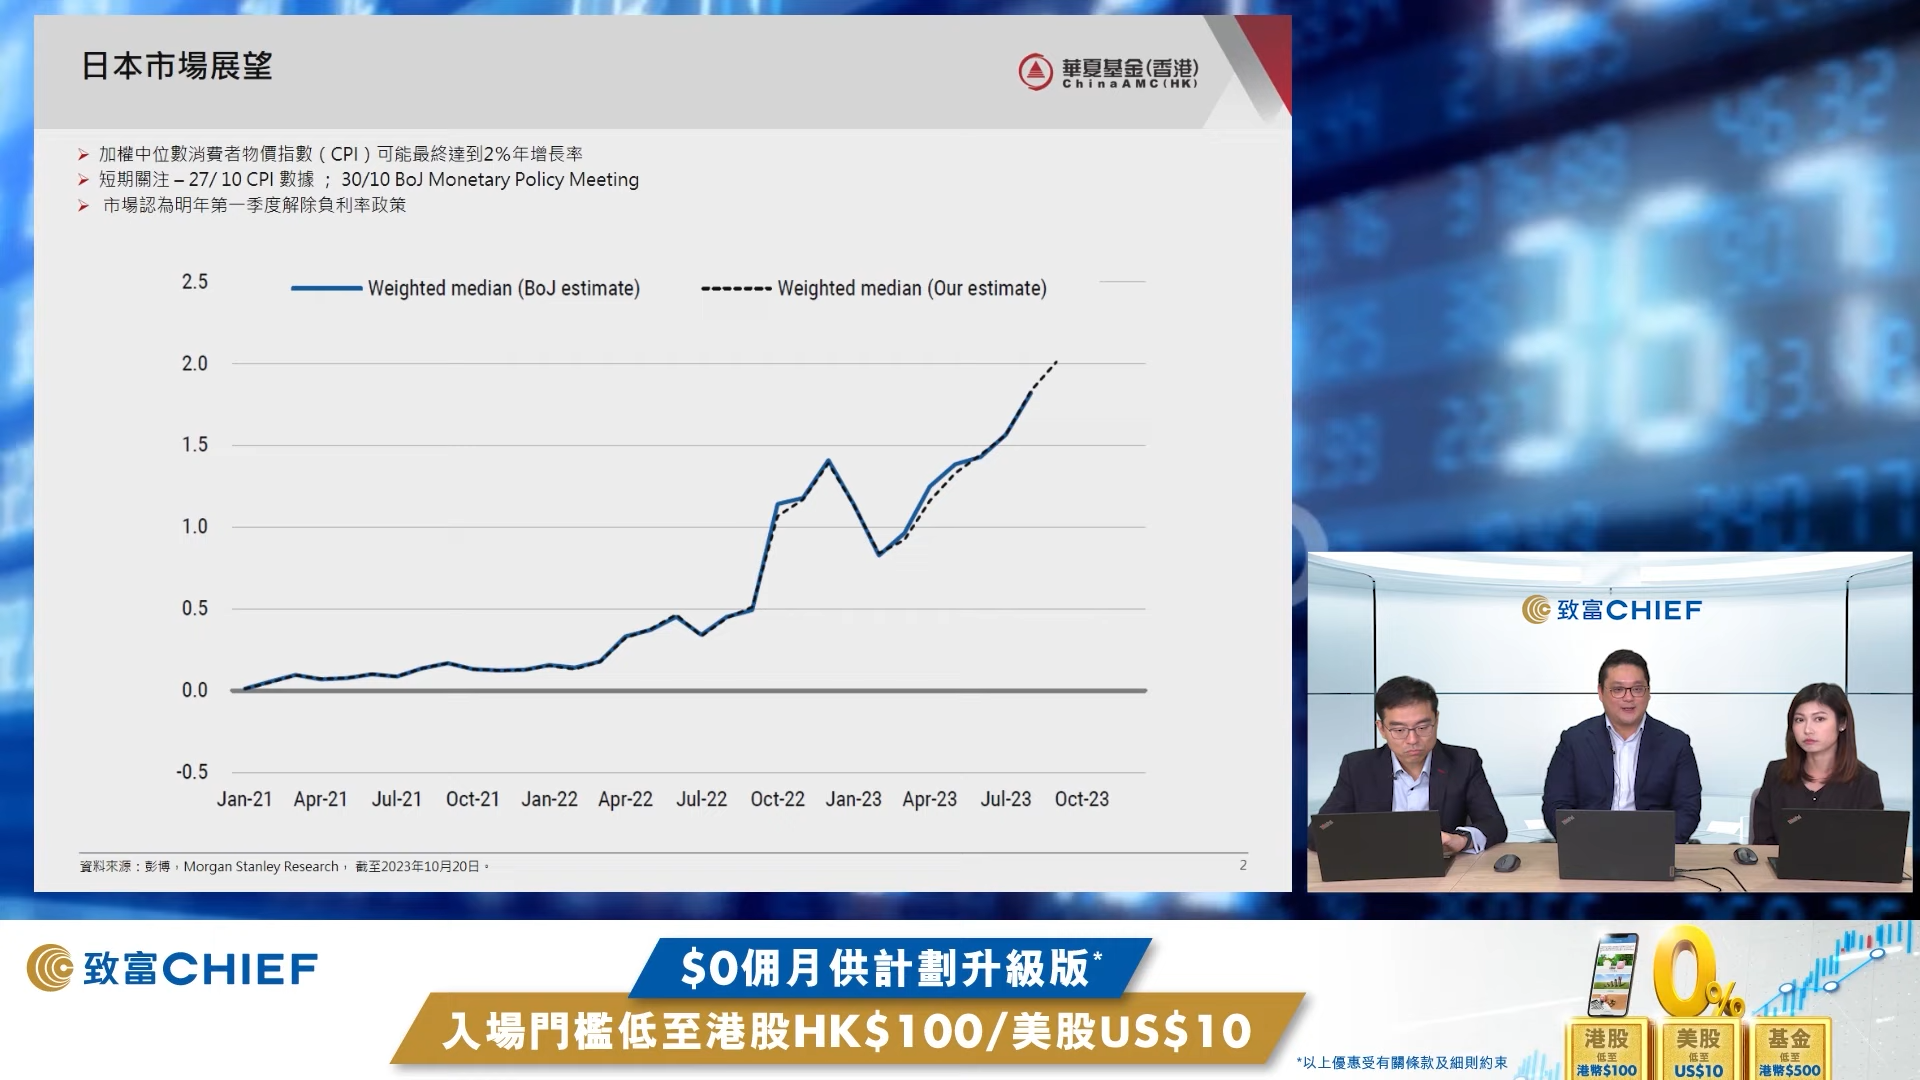 日本市場展望
華夏基金(香港)
ChinaAMC(HK)
加權中位數消費者物價指數（CPI）可能最終達到2%年增長率
短期關注 – 27/ 10 CPI 數據 ； 30/10 BoJ Monetary Policy Meeting
市場認為明年第一季度解除負利率政策
Weighted median (BoJ estimate)
Weighted median (Our estimate)
2.5
2.0
1.5
1.0
0.5
0.0
-0.5
Jan-21 Apr-21 Jul-21 Oct-21 Jan-22 Apr-22 Jul-22 Oct-22 Jan-23 Apr-23 Jul-23 Oct-23
資料來源：彭博，Morgan Stanley Research， 截至2023年10月20日。
2
致富CHIEF
致富CHIEF
$0佣月供計劃升級版*
入場門檻低至港股HK$100/美股US$10
*以上優惠受有關條款及細則約束
0%
港股
低至
港幣$100
美股
低至
US$10
基金
低至
港幣$500